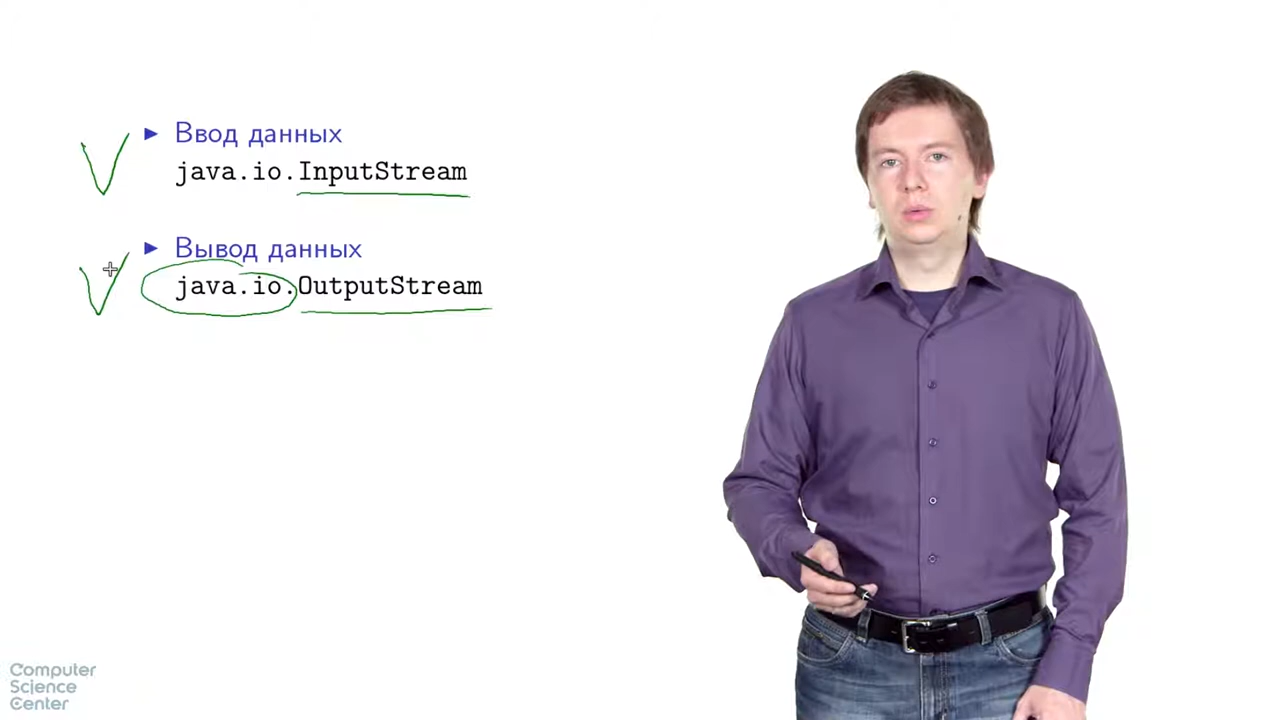 ▶ Ввод данных
java.io.InputStream
▶ Вывод данных
java.io.OutputStream
Computer
Science
Center